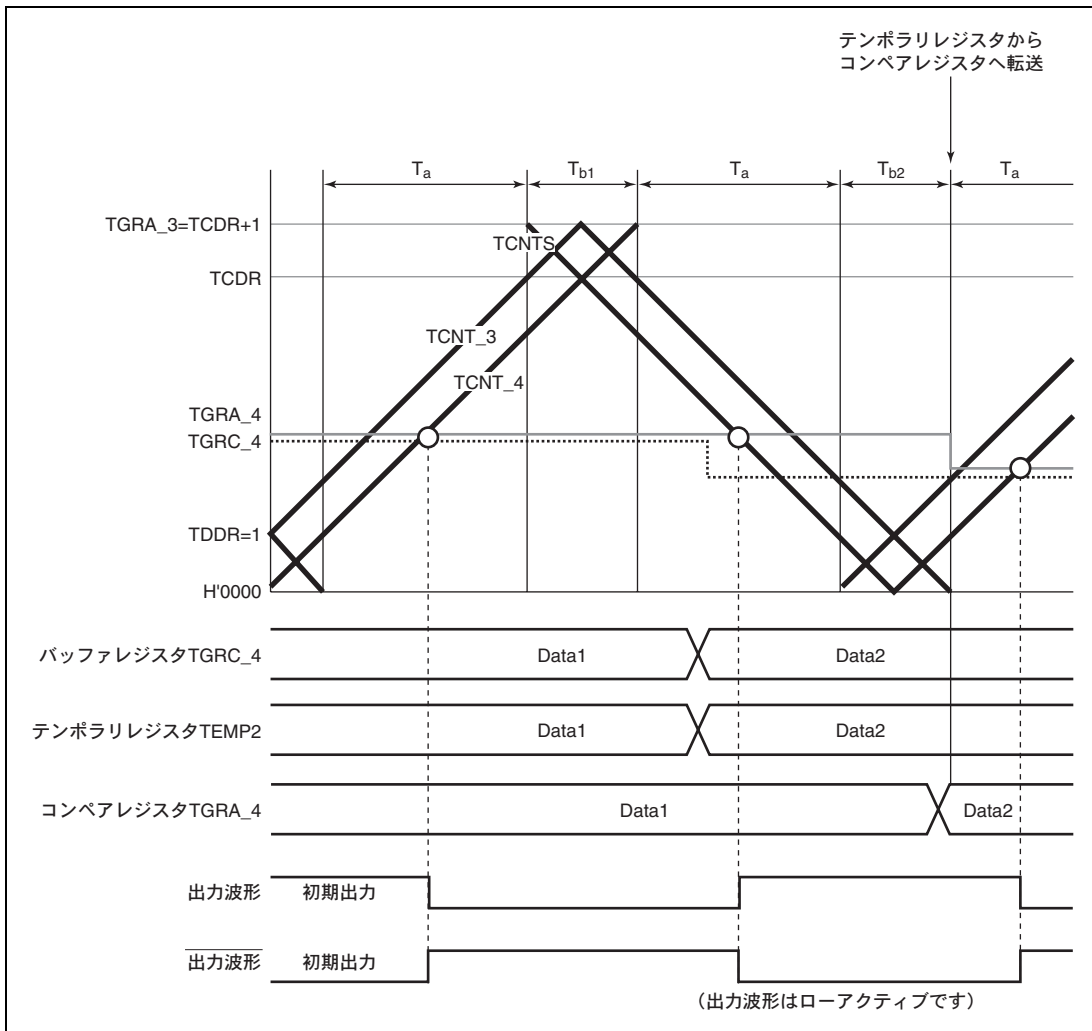 テンポラリレジスタから
コンペアレジスタへ転送
Ta Tb1 Ta Tb2 Ta
TGRA_3=TCDR+1
TCNTS
TCDR
TCNT_3
TCNT_4
TGRA_4
TGRC_4
TDDR=1
H'0000
バッファレジスタTGRC_4 Data1 Data2
テンポラリレジスタTEMP2 Data1 Data2
コンペアレジスタTGRA_4 Data1 Data2
出力波形 初期出力
出力波形 初期出力
（出力波形はローアクティブです）